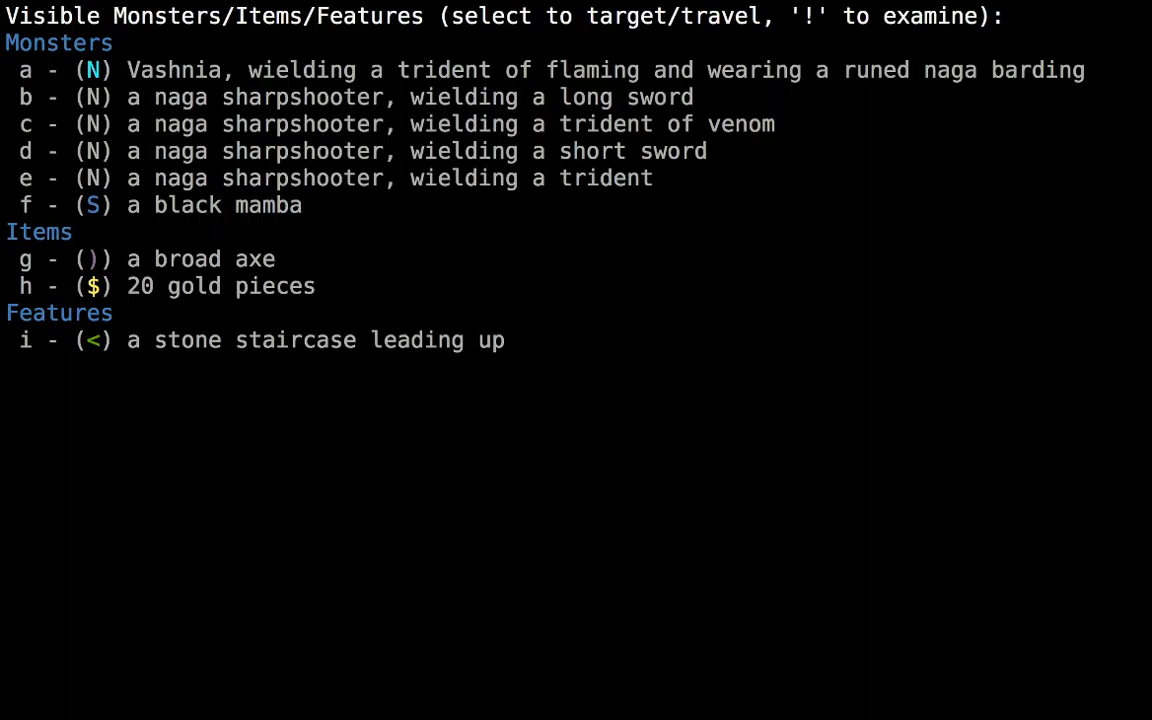 Visible Monsters/Items/Features (select to target/travel, '!' to examine):
Monsters
a - (N) Vashnia, wielding a trident of flaming and wearing a runed naga barding
b - (N) a naga sharpshooter, wielding a long sword
c - (N) a naga sharpshooter, wielding a trident of venom
d - (N) a naga sharpshooter, wielding a short sword
e - (N) a naga sharpshooter, wielding a trident
f - (S) a black mamba
Items
g - ()) a broad axe
h - ($) 20 gold pieces
Features
i - (<) a stone staircase leading up